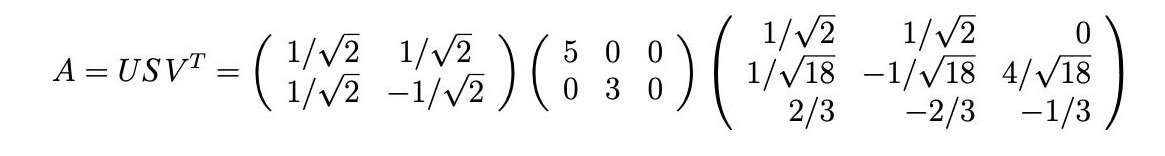 A = USVᵀ = ( 1/√2 1/√2 ; 1/√2 −1/√2 ) ( 5 0 0 ; 0 3 0 ) ( 1/√2 1/√2 0 ; 1/√18 −1/√18 4/√18 ; 2/3 −2/3 −1/3 )